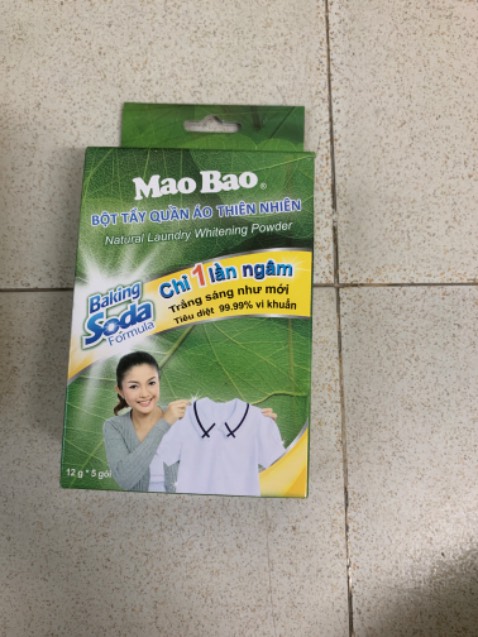 Mao Bao®
BỘT TẨY QUẦN ÁO THIÊN NHIÊN
Natural Laundry Whitening Powder
Baking
Soda
Formula
Chỉ 1 lần ngâm
Trắng sáng như mới
Tiêu diệt 99.99% vi khuẩn
12 g * 5 gói